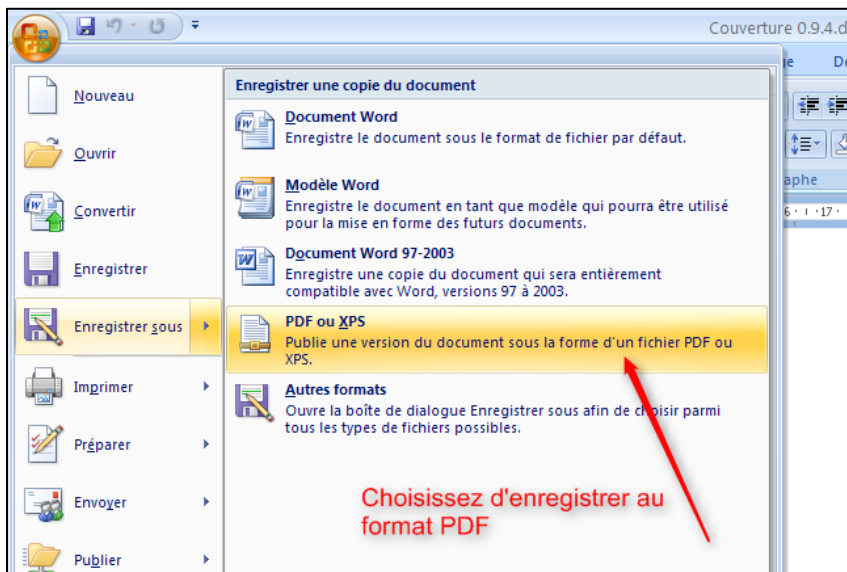 Couverture 0.9.4.d
Nouveau
Ouvrir
Convertir
Enregistrer
Enregistrer sous
Imprimer
Préparer
Envoyer
Publier
Enregistrer une copie du document
Document Word
Enregistre le document sous le format de fichier par défaut.
Modèle Word
Enregistre le document en tant que modèle qui pourra être utilisé
pour la mise en forme des futurs documents.
Document Word 97-2003
Enregistre une copie du document qui sera entièrement
compatible avec Word, versions 97 à 2003.
PDF ou XPS
Publie une version du document sous la forme d'un fichier PDF ou
XPS.
Autres formats
Ouvre la boîte de dialogue Enregistrer sous afin de choisir parmi
tous les types de fichiers possibles.
Choisissez d'enregistrer au
format PDF
ge De
aphe
6 · ı · 17 ·